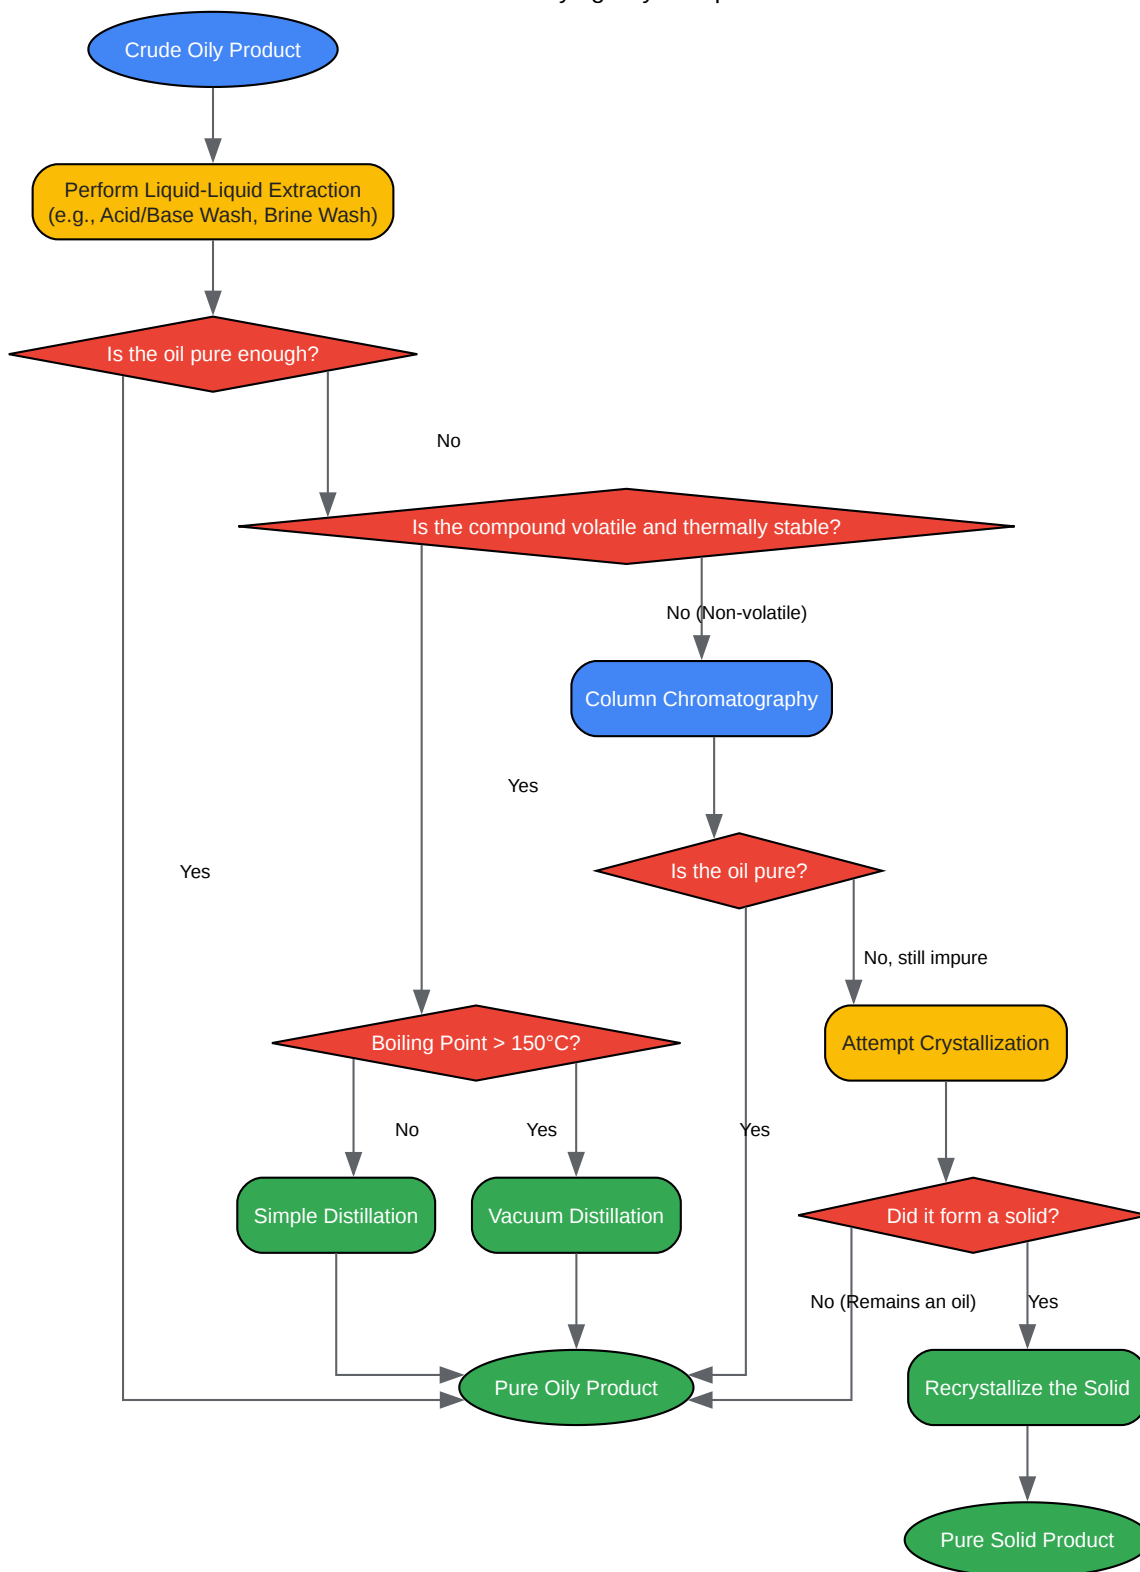 Crude Oily Product
Perform Liquid-Liquid Extraction
(e.g., Acid/Base Wash, Brine Wash)
Is the oil pure enough?
No
Is the compound volatile and thermally stable?
No (Non-volatile)
Column Chromatography
Yes
Yes
Is the oil pure?
No, still impure
Boiling Point > 150°C?
Attempt Crystallization
No
Yes
Yes
Simple Distillation
Vacuum Distillation
Did it form a solid?
No (Remains an oil)
Yes
Pure Oily Product
Recrystallize the Solid
Pure Solid Product